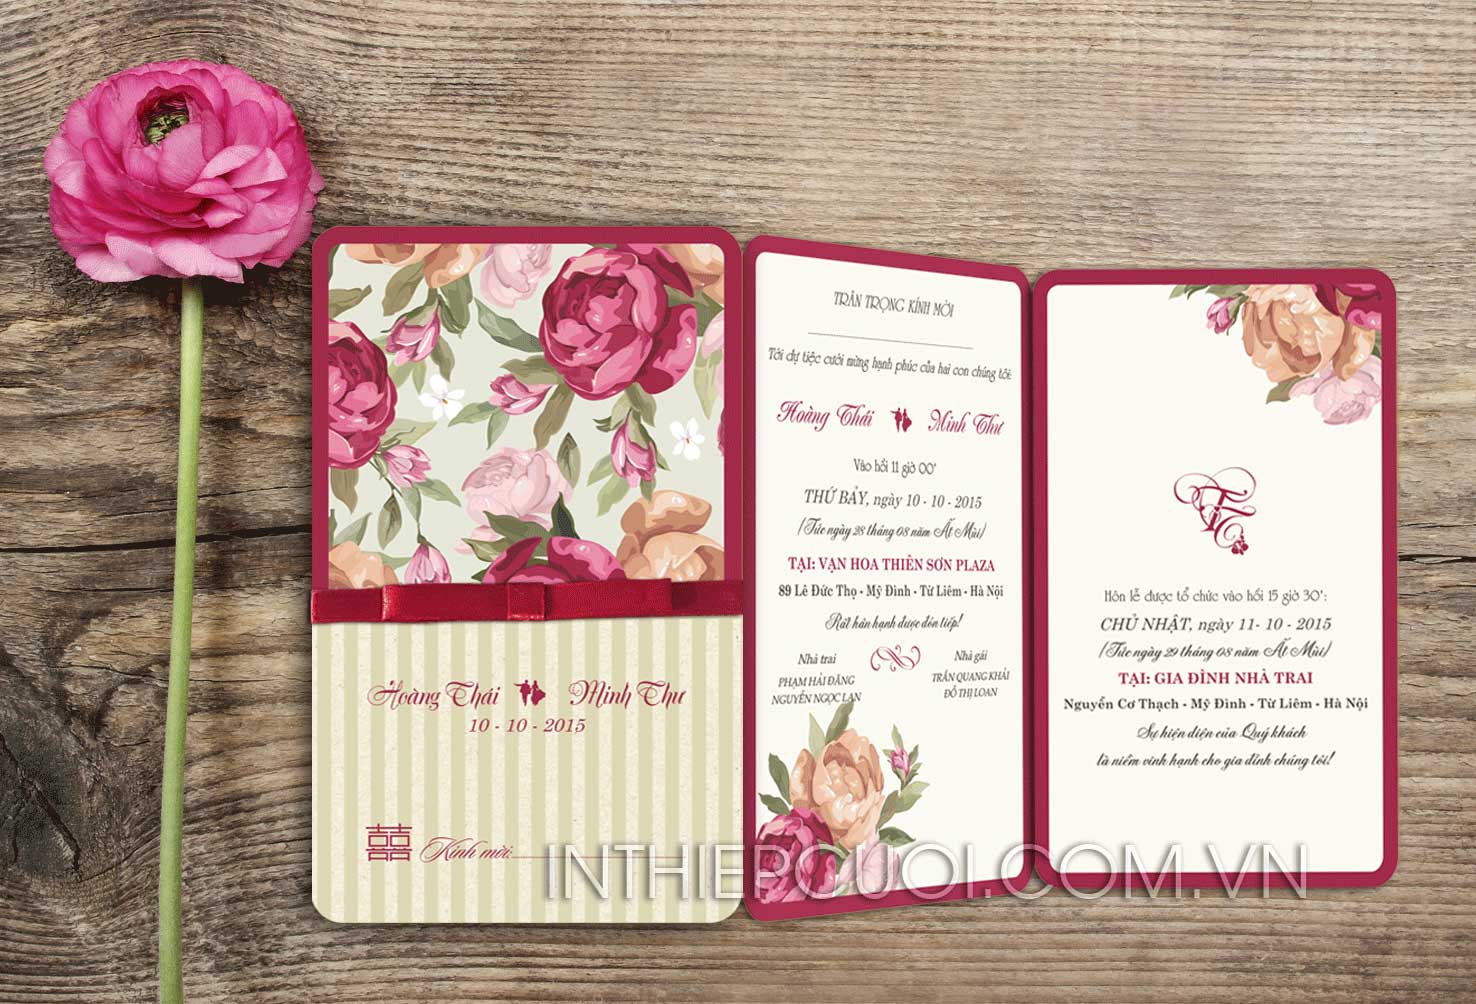 Hoàng Thái Minh Thư
10 - 10 - 2015
囍 Kính mời:
TRÂN TRỌNG KÍNH MỜI
Tới dự tiệc cưới mừng hạnh phúc của hai con chúng tôi:
Hoàng Thái Minh Thư
Vào hồi 11 giờ 00'
THỨ BẢY, ngày 10 - 10 - 2015
(Tức ngày 28 tháng 08 năm Ất Mùi)
TẠI: VẠN HOA THIÊN SƠN PLAZA
89 Lê Đức Thọ - Mỹ Đình - Từ Liêm - Hà Nội
Rất hân hạnh được đón tiếp!
Nhà trai
PHẠM HẢI ĐĂNG
NGUYỄN NGỌC LAN
Nhà gái
TRẦN QUANG KHẢI
ĐỖ THỊ LOAN
Hôn lễ được tổ chức vào hồi 15 giờ 30':
CHỦ NHẬT, ngày 11- 10 - 2015
(Tức ngày 29 tháng 08 năm Ất Mùi)
TẠI: GIA ĐÌNH NHÀ TRAI
Nguyễn Cơ Thạch - Mỹ Đình - Từ Liêm - Hà Nội
Sự hiện diện của Quý khách
là niềm vinh hạnh cho gia đình chúng tôi!
INTHIEPCUOI.COM.VN